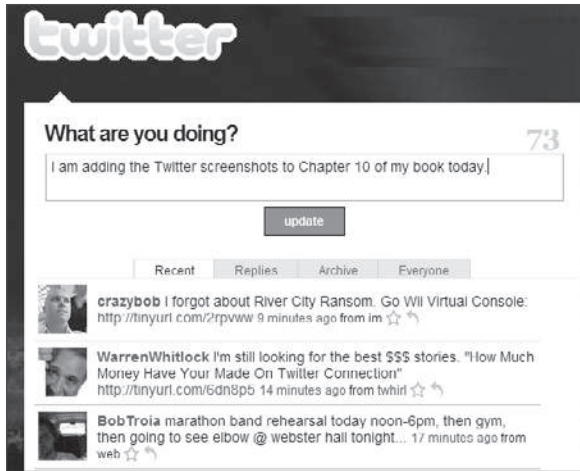 twitter
What are you doing?
73
I am adding the Twitter screenshots to Chapter 10 of my book today.
update
Recent Replies Archive Everyone
crazybob I forgot about River City Ransom. Go Wii Virtual Console:
http://tinyurl.com/2rpvww 9 minutes ago from im
WarrenWhitlock I'm still looking for the best $$$ stories. "How Much
Money Have Your Made On Twitter Connection"
http://tinyurl.com/6dn8p5 14 minutes ago from twhirl
BobTroia marathon band rehearsal today noon-6pm, then gym,
then going to see elbow @ webster hall tonight... 17 minutes ago from
web